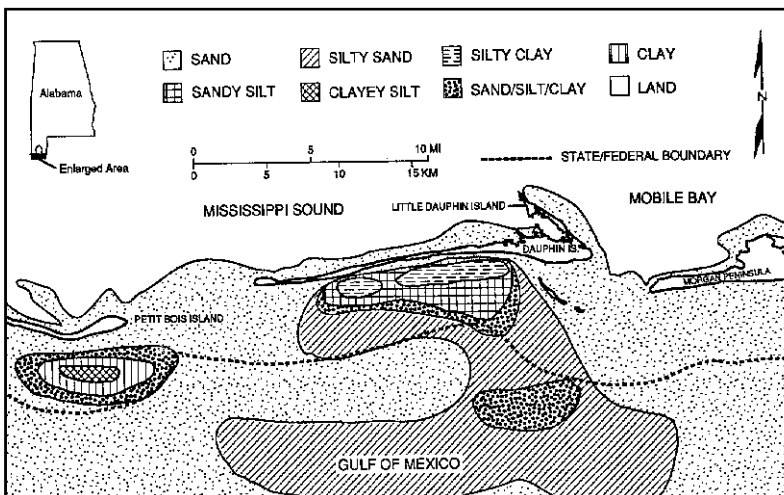 Alabama
Enlarged Area
SAND
SILTY SAND
SILTY CLAY
CLAY
SANDY SILT
CLAYEY SILT
SAND/SILT/CLAY
LAND
0 5 10 MI
0 5 10 15 KM
STATE/FEDERAL BOUNDARY
N
MISSISSIPPI SOUND
LITTLE DAUPHIN ISLAND
MOBILE BAY
DAUPHIN IS.
MORGAN PENINSULA
PETIT BOIS ISLAND
GULF OF MEXICO